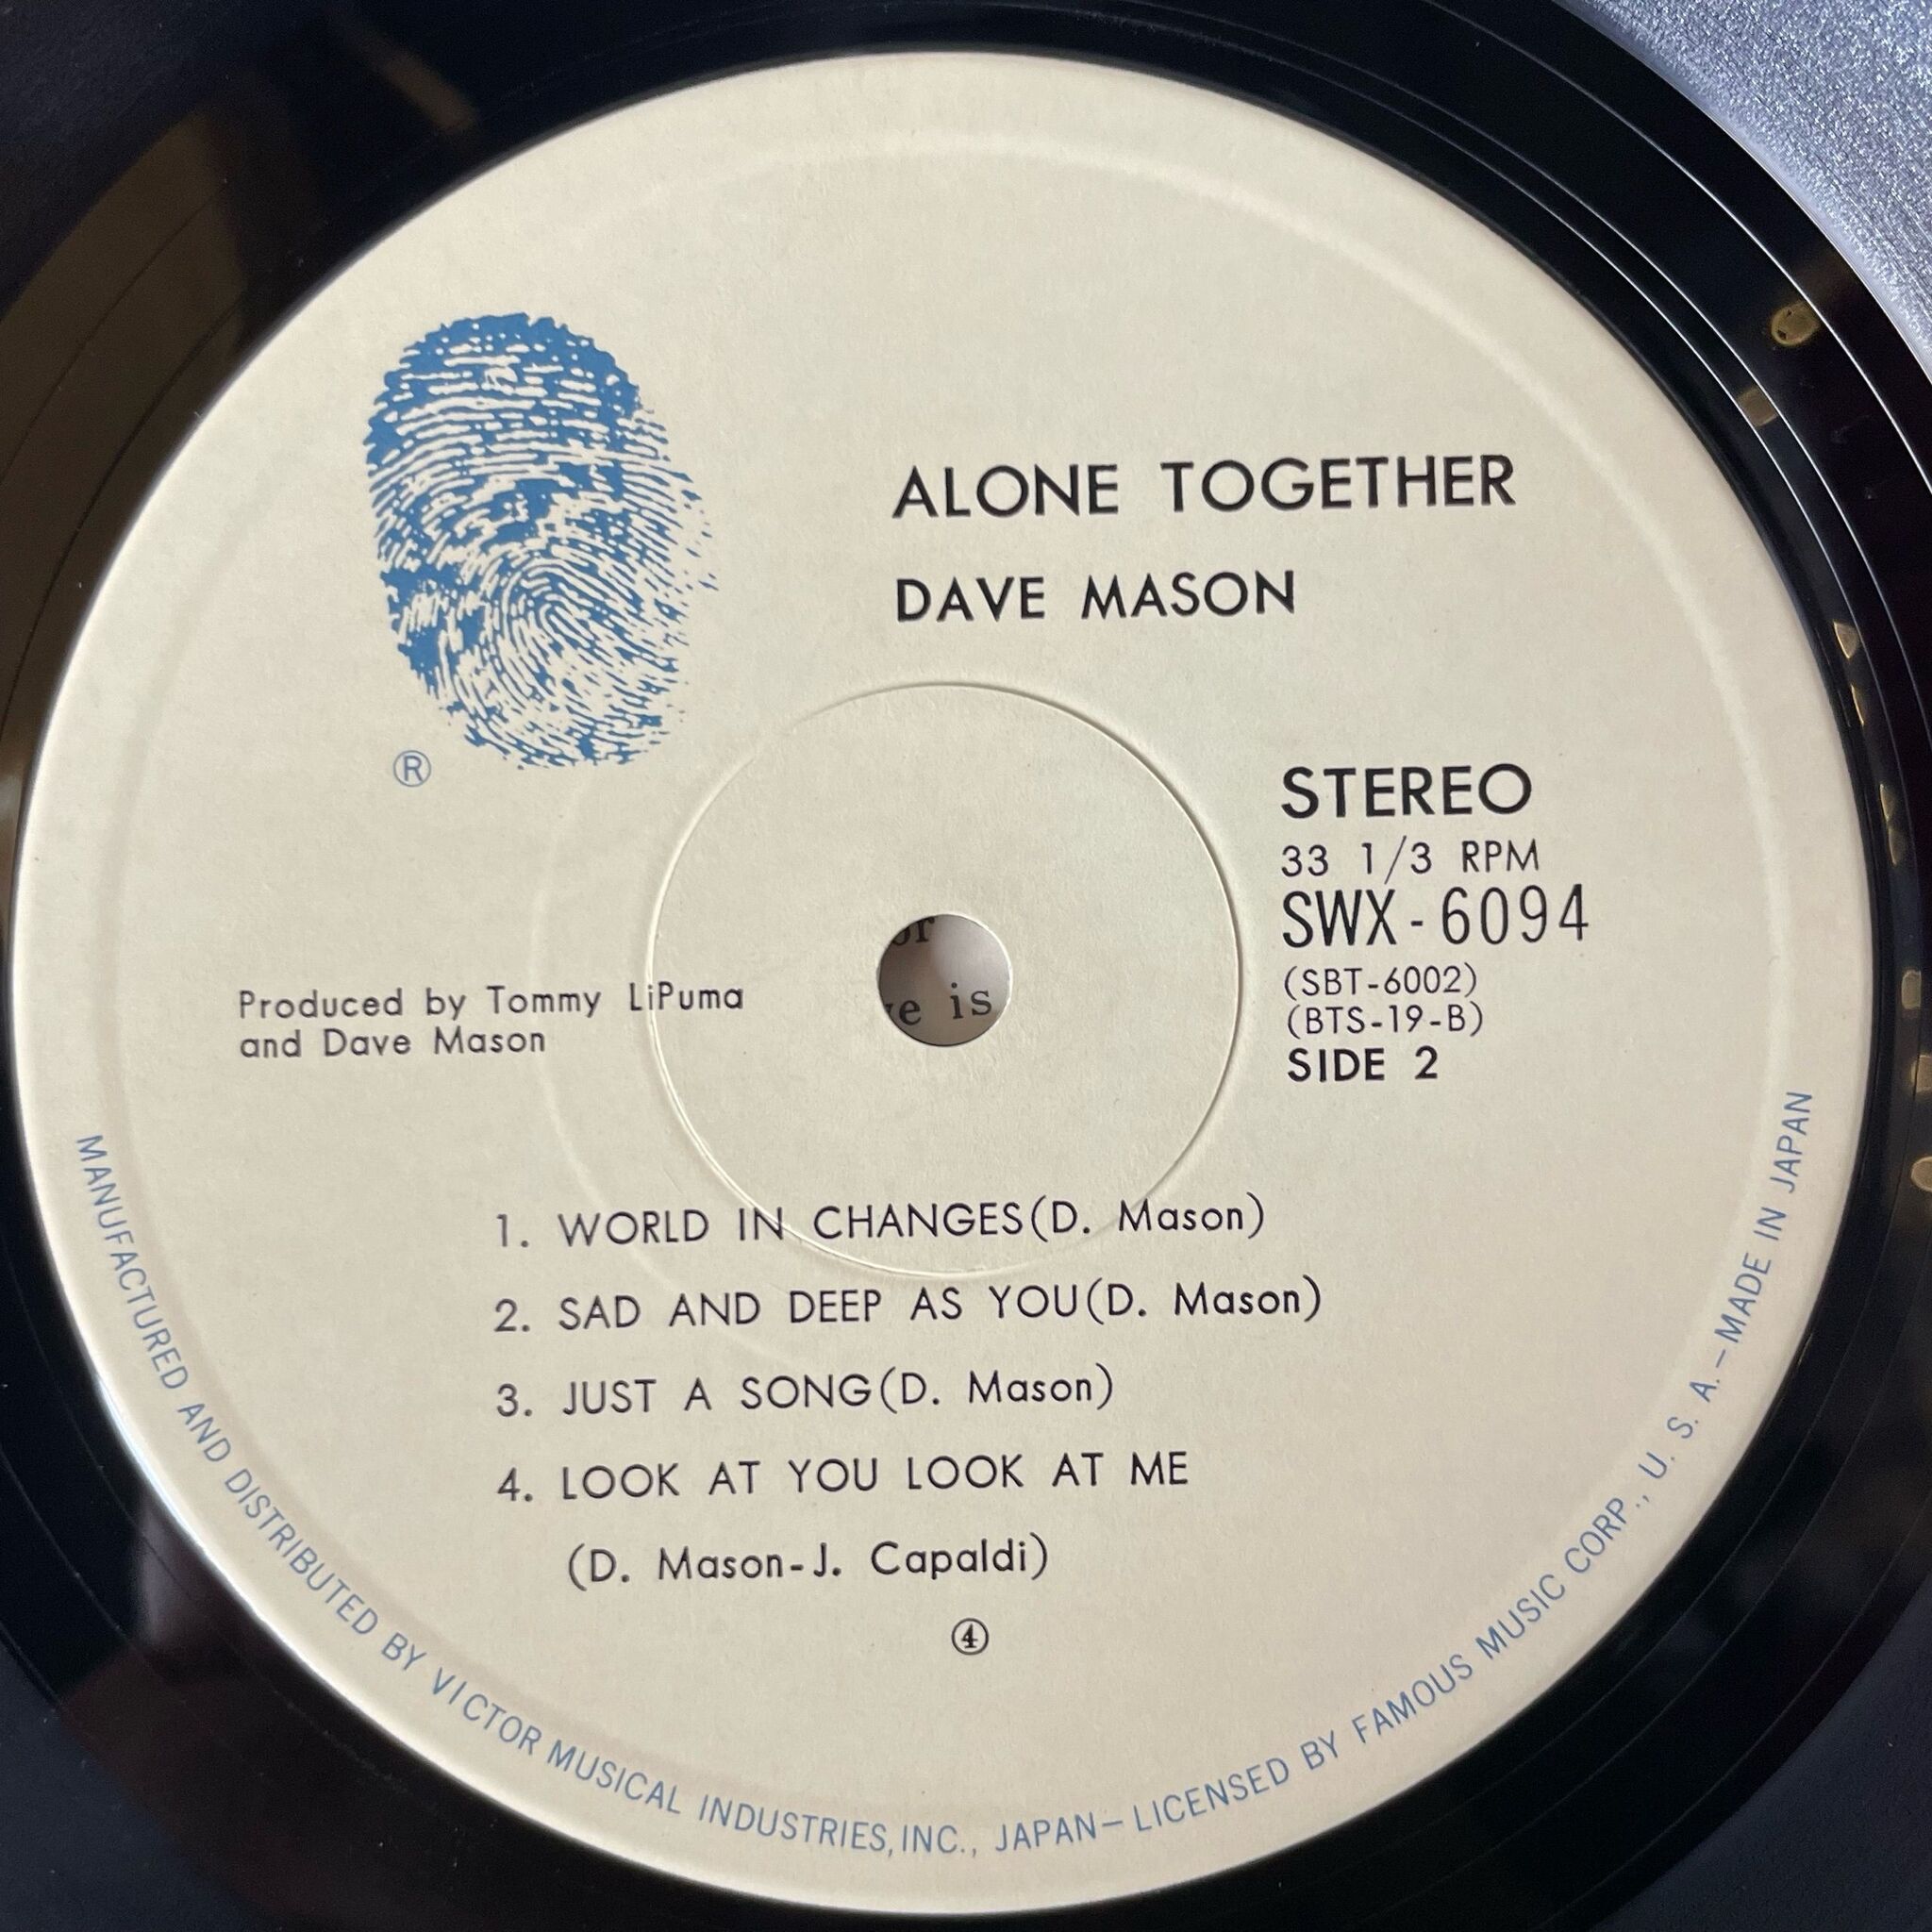 ALONE TOGETHER
DAVE MASON
®
STEREO
33 1/3 RPM
SWX-6094
(SBT-6002)
(BTS-19-B)
SIDE 2
Produced by Tommy LiPuma
and Dave Mason
is
1. WORLD IN CHANGES(D. Mason)
2. SAD AND DEEP AS YOU(D. Mason)
3. JUST A SONG(D. Mason)
4. LOOK AT YOU LOOK AT ME
(D. Mason-J. Capaldi)
④
MANUFACTURED AND DISTRIBUTED BY VICTOR MUSICAL INDUSTRIES, INC., JAPAN–LICENSED BY FAMOUS MUSIC CORP., U. S. A.–MADE IN JAPAN